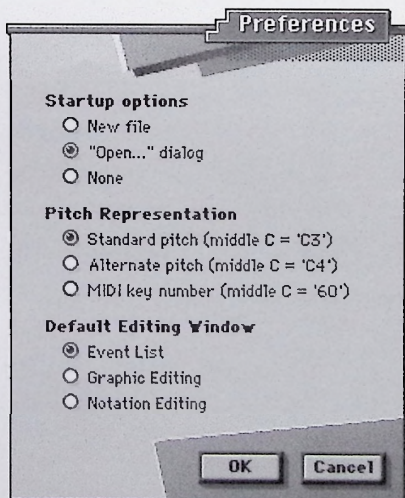 Preferences
Startup options
New file
"Open..." dialog
None
Pitch Representation
Standard pitch (middle C = 'C3')
Alternate pitch (middle C = 'C4')
MIDI key number (middle C = '60')
Default Editing Window
Event List
Graphic Editing
Notation Editing
OK Cancel